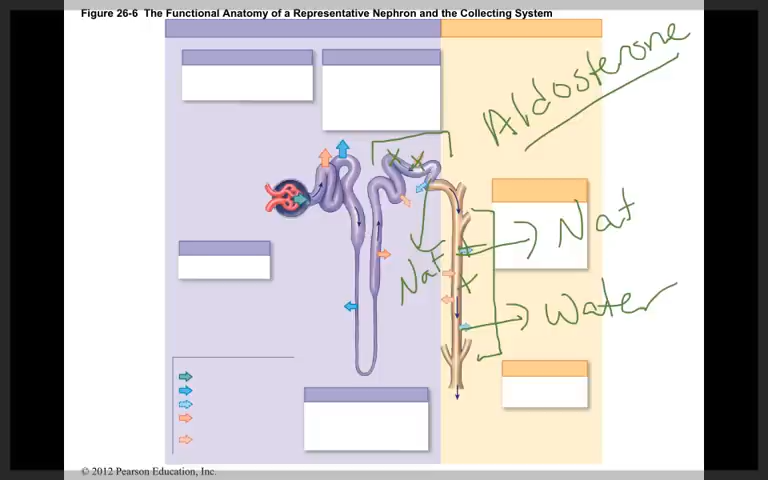 Figure 26-6 The Functional Anatomy of a Representative Nephron and the Collecting System
Aldosterone
Na+
Na+
Water
© 2012 Pearson Education, Inc.